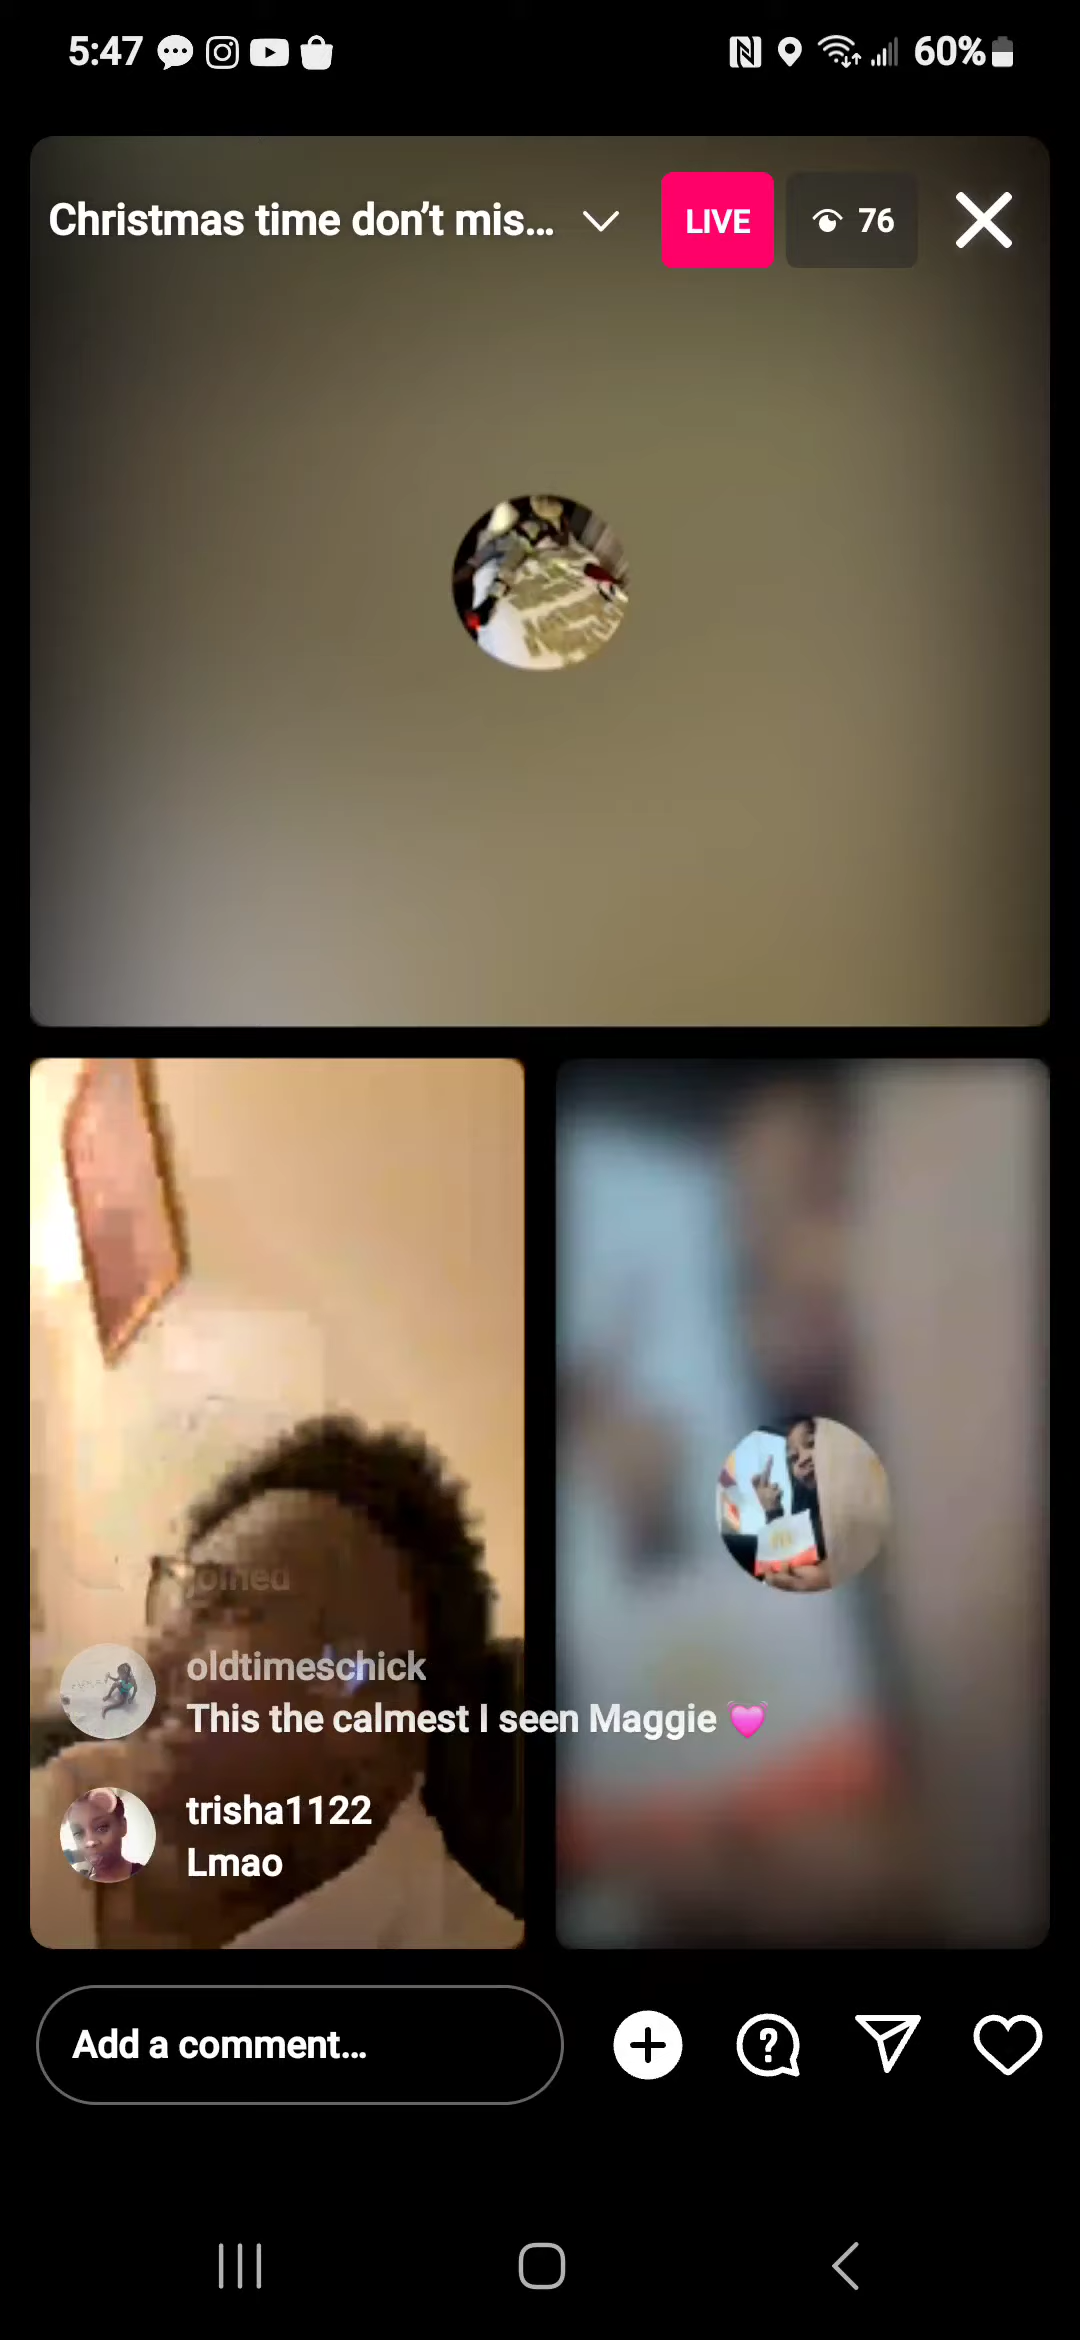 5:47
60%
Christmas time don’t mis...
LIVE
76
joined
oldtimeschick
This the calmest I seen Maggie 💓
trisha1122
Lmao
Add a comment...